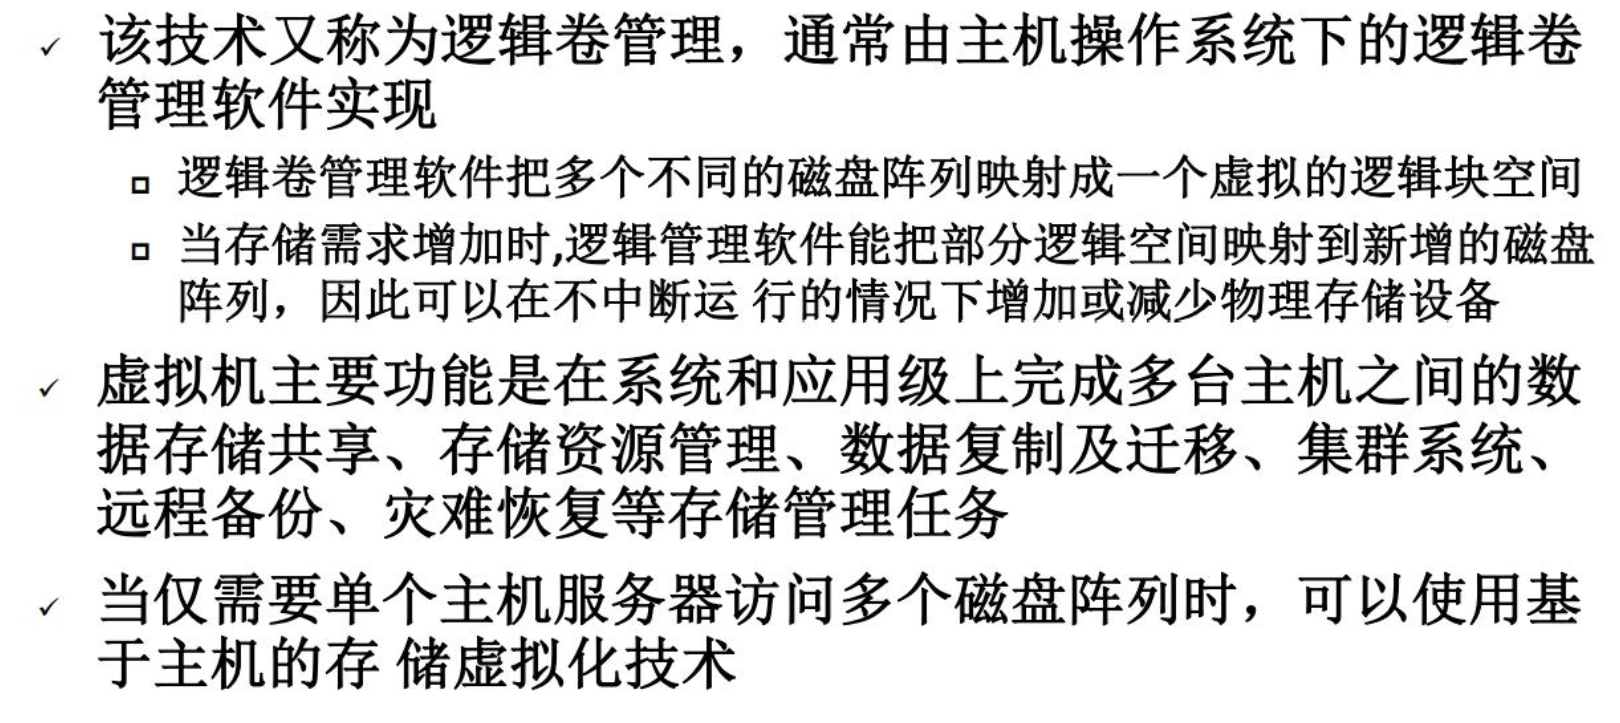 ✓ 该技术又称为逻辑卷管理，通常由主机操作系统下的逻辑卷
管理软件实现
¤ 逻辑卷管理软件把多个不同的磁盘阵列映射成一个虚拟的逻辑块空间
¤ 当存储需求增加时,逻辑管理软件能把部分逻辑空间映射到新增的磁盘
阵列，因此可以在不中断运 行的情况下增加或减少物理存储设备
✓ 虚拟机主要功能是在系统和应用级上完成多台主机之间的数
据存储共享、存储资源管理、数据复制及迁移、集群系统、
远程备份、灾难恢复等存储管理任务
✓ 当仅需要单个主机服务器访问多个磁盘阵列时，可以使用基
于主机的存 储虚拟化技术